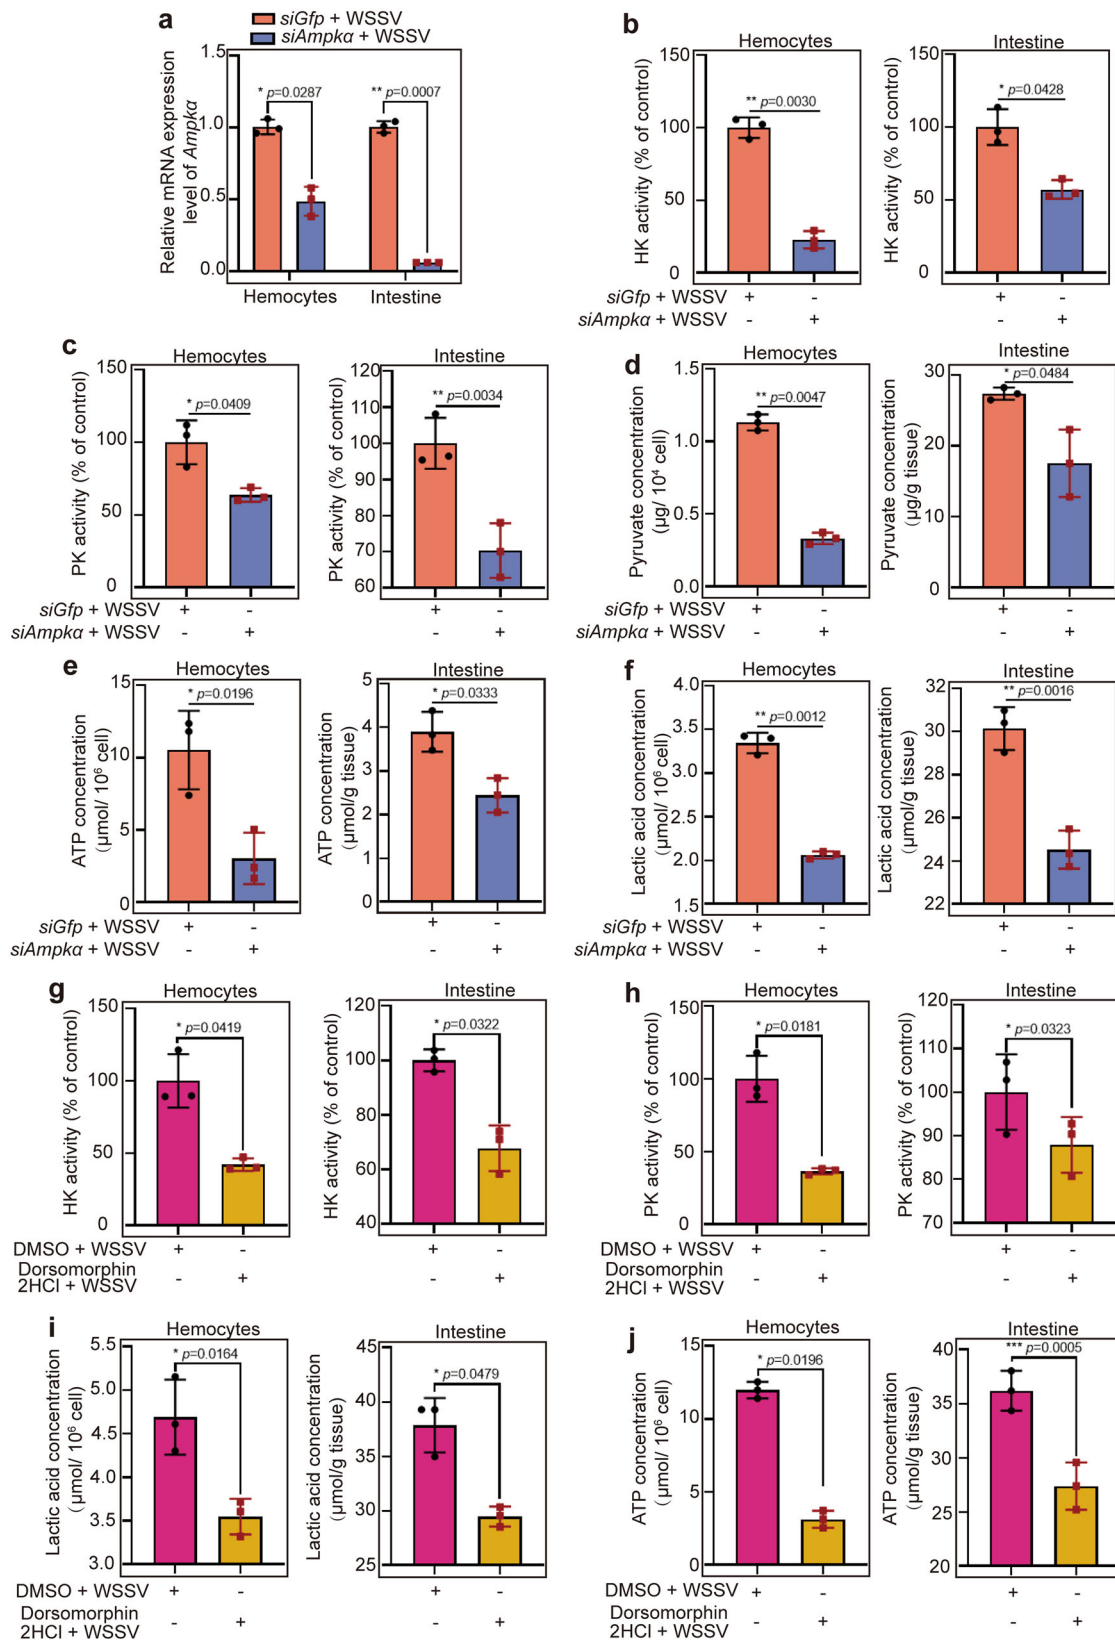 a
siGfp + WSSV
siAmpkα + WSSV
Relative mRNA expression
level of Ampkα
1.5
1.0
0.5
0.0
* p=0.0287
** p=0.0007
Hemocytes
Intestine
b
Hemocytes
HK activity (% of control)
150
100
50
0
** p=0.0030
Intestine
HK activity (% of control)
150
100
50
0
* p=0.0428
siGfp + WSSV + - + -
siAmpkα + WSSV - + - +
c
Hemocytes
PK activity (% of control)
150
100
50
0
* p=0.0409
Intestine
PK activity (% of control)
120
100
80
70
60
** p=0.0034
siGfp + WSSV + - + -
siAmpkα + WSSV - + - +
d
Hemocytes
Pyruvate concentration
(μg/ 10⁴ cell)
1.5
1.0
0.5
0.0
** p=0.0047
Intestine
Pyruvate concentration
(μg/g tissue)
30
20
10
0
* p=0.0484
siGfp + WSSV + - + -
siAmpkα + WSSV - + - +
e
Hemocytes
ATP concentration
(μmol/ 10⁶ cell)
15
10
5
0
* p=0.0196
Intestine
ATP concentration
(μmol/g tissue)
5
4
2
1
0
* p=0.0333
siGfp + WSSV + - + -
siAmpkα + WSSV - + - +
f
Hemocytes
Lactic acid concentration
(μmol/ 10⁶ cell)
4.0
3.5
3.0
2.5
2.0
1.5
** p=0.0012
Intestine
Lactic acid concentration
(μmol/g tissue)
32
30
28
26
24
22
** p=0.0016
siGfp + WSSV + - + -
siAmpkα + WSSV - + - +
g
Hemocytes
HK activity (% of control)
150
100
50
0
* p=0.0419
Intestine
HK activity (% of control)
120
100
80
60
40
* p=0.0322
DMSO + WSSV + - + -
Dorsomorphin
2HCl + WSSV - + - +
h
Hemocytes
PK activity (% of control)
150
100
50
0
* p=0.0181
Intestine
PK activity (% of control)
120
110
100
90
80
70
* p=0.0323
DMSO + WSSV + - + -
Dorsomorphin
2HCl + WSSV - + - +
i
Hemocytes
Lactic acid concentration
(μmol/ 10⁶ cell)
5.5
5.0
4.5
4.0
3.5
3.0
* p=0.0164
Intestine
Lactic acid concentration
(μmol/g tissue)
45
40
35
30
25
* p=0.0479
DMSO + WSSV + - + -
Dorsomorphin
2HCl + WSSV - + - +
j
Hemocytes
ATP concentration
(μmol/ 10⁶ cell)
15
10
5
0
* p=0.0196
Intestine
ATP concentration
(μmol/g tissue)
40
35
30
25
20
*** p=0.0005
DMSO + WSSV + - + -
Dorsomorphin
2HCl + WSSV - + - +